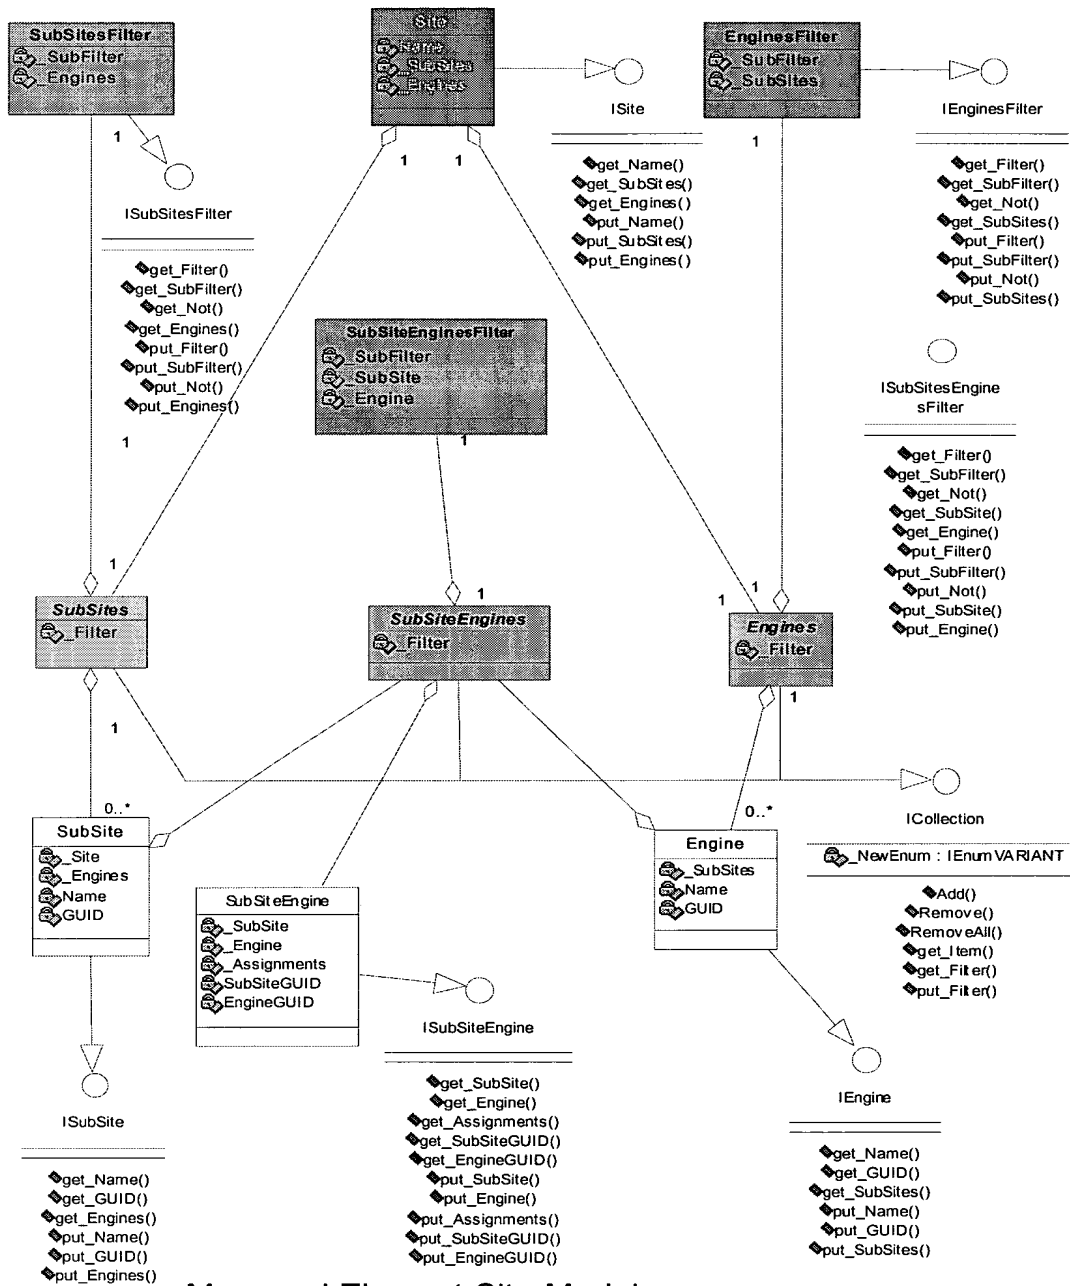 SubSitesFilter
_SubFilter
_Engines
1
ISubSitesFilter
get_Filter()
get_SubFilter()
get_Not()
get_Engines()
put_Filter()
put_SubFilter()
put_Not()
put_Engines()
1
Site
Name
_SubSites
_Engines
1
1
ISite
get_Name()
get_SubSites()
get_Engines()
put_Name()
put_SubSites()
put_Engines()
EnginesFilter
_SubFilter
_SubSites
1
IEnginesFilter
get_Filter()
get_SubFilter()
get_Not()
get_SubSites()
put_Filter()
put_SubFilter()
put_Not()
put_SubSites()
SubSiteEnginesFilter
_SubFilter
_SubSite
_Engine
1
ISubSitesEngine
sFilter
get_Filter()
get_SubFilter()
get_Not()
get_SubSite()
get_Engine()
put_Filter()
put_SubFilter()
put_Not()
put_SubSite()
put_Engine()
1
SubSites
_Filter
1
1
SubSiteEngines
_Filter
1
1
Engines
_Filter
1
0..*
SubSite
_Site
_Engines
Name
GUID
SubSiteEngine
_SubSite
_Engine
_Assignments
SubSiteGUID
EngineGUID
0..*
Engine
_SubSites
Name
GUID
ICollection
_NewEnum : IEnumVARIANT
Add()
Remove()
RemoveAll()
get_Item()
get_Filter()
put_Filter()
ISubSite
get_Name()
get_GUID()
get_Engines()
put_Name()
put_GUID()
put_Engines()
ISubSiteEngine
get_SubSite()
get_Engine()
get_Assignments()
get_SubSiteGUID()
get_EngineGUID()
put_SubSite()
put_Engine()
put_Assignments()
put_SubSiteGUID()
put_EngineGUID()
IEngine
get_Name()
get_GUID()
get_SubSites()
put_Name()
put_GUID()
put_SubSites()